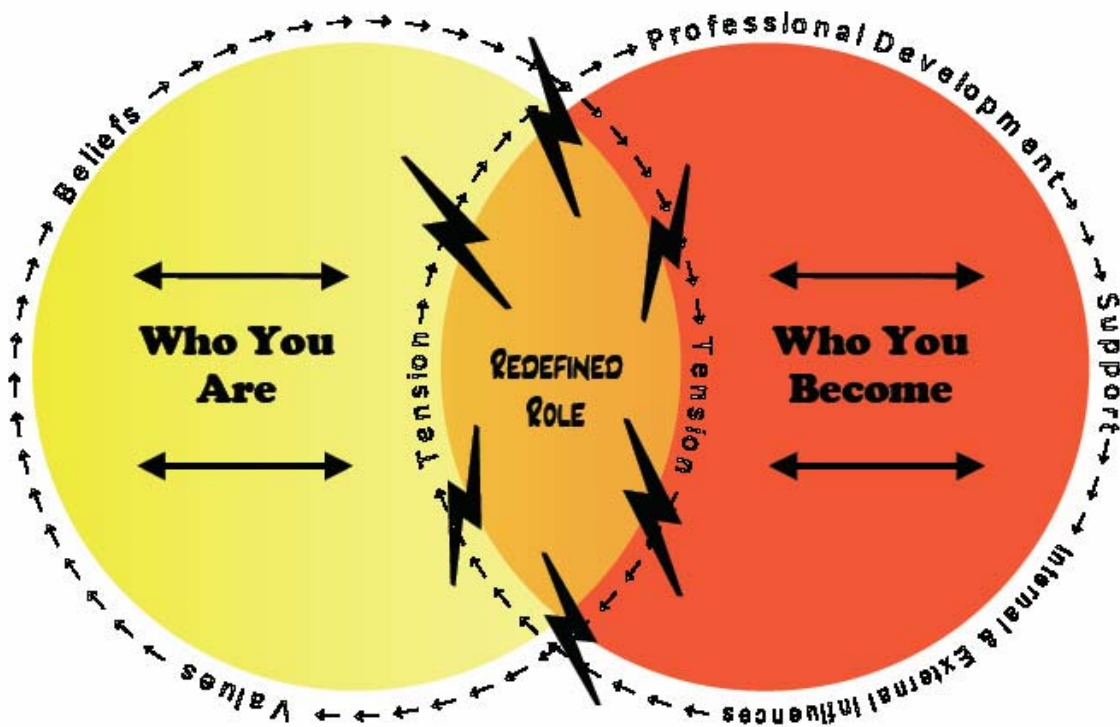 Beliefs
Professional Development
Support
Internal & External Influences
Values
Tension
Tension
Who You
Are
REDEFINED
ROLE
Who You
Become